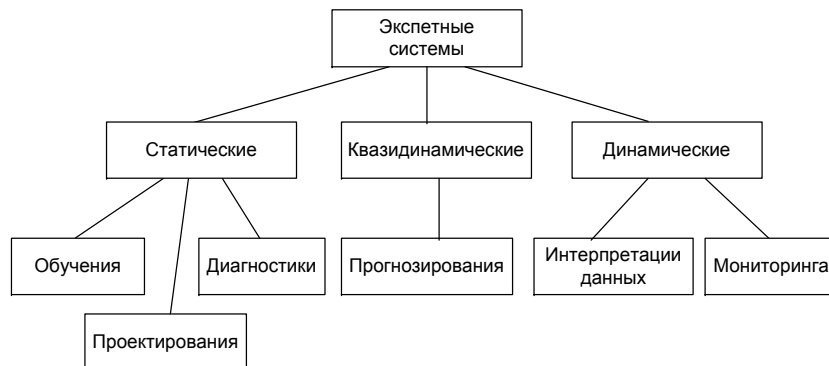 Экспетные
системы
Статические
Квазидинамические
Динамические
Обучения
Диагностики
Прогнозирования
Интерпретации
данных
Мониторинга
Проектирования